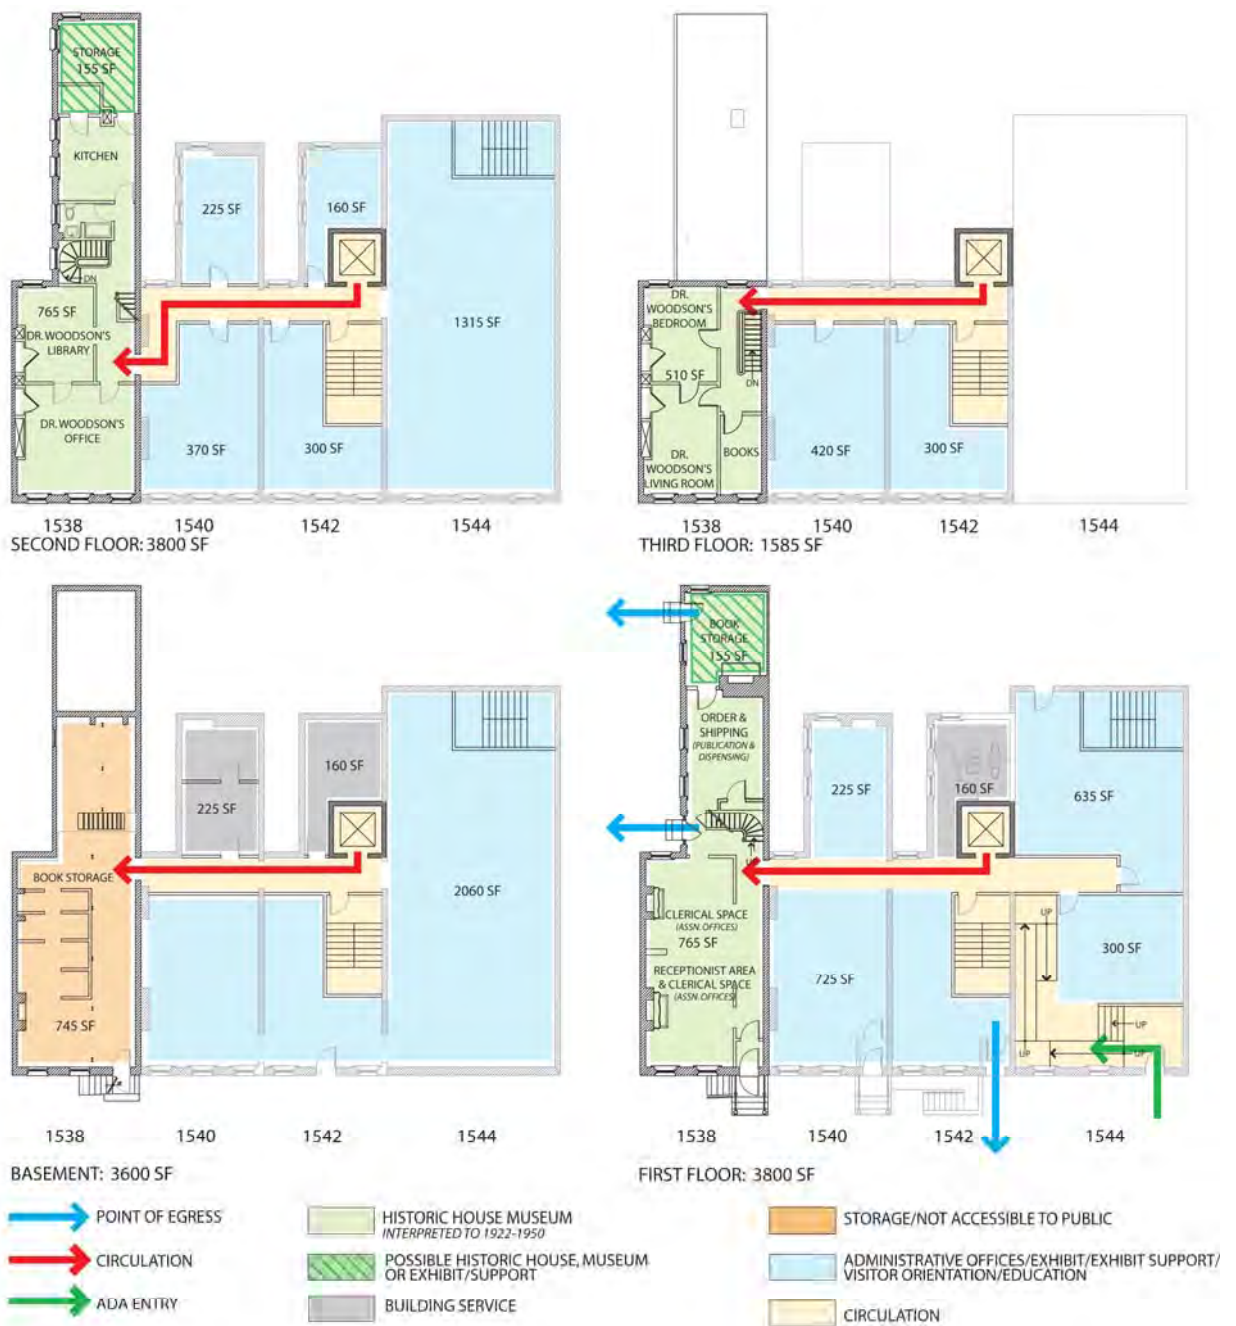 STORAGE
155 SF
KITCHEN
225 SF
160 SF
DN
765 SF
DR. WOODSON'S
LIBRARY
1315 SF
DR. WOODSON'S
OFFICE
370 SF
300 SF
1538
1540
1542
1544
SECOND FLOOR: 3800 SF
DR.
WOODSON'S
BEDROOM
510 SF
DN
BOOKS
DR.
WOODSON'S
LIVING ROOM
420 SF
300 SF
1538
1540
1542
1544
THIRD FLOOR: 1585 SF
160 SF
225 SF
BOOK STORAGE
2060 SF
745 SF
1538
1540
1542
1544
BASEMENT: 3600 SF
BOOK
STORAGE
155 SF
ORDER &
SHIPPING
(PUBLICATION &
DISPENSING)
225 SF
160 SF
635 SF
CLERICAL SPACE
(ASSN. OFFICES)
765 SF
RECEPTIONIST AREA
& CLERICAL SPACE
(ASSN. OFFICES)
725 SF
UP
300 SF
UP
UP
UP
1538
1540
1542
1544
FIRST FLOOR: 3800 SF
POINT OF EGRESS
CIRCULATION
ADA ENTRY
HISTORIC HOUSE MUSEUM
INTERPRETED TO 1922-1950
POSSIBLE HISTORIC HOUSE, MUSEUM
OR EXHIBIT/SUPPORT
BUILDING SERVICE
STORAGE/NOT ACCESSIBLE TO PUBLIC
ADMINISTRATIVE OFFICES/EXHIBIT/EXHIBIT SUPPORT/
VISITOR ORIENTATION/EDUCATION
CIRCULATION